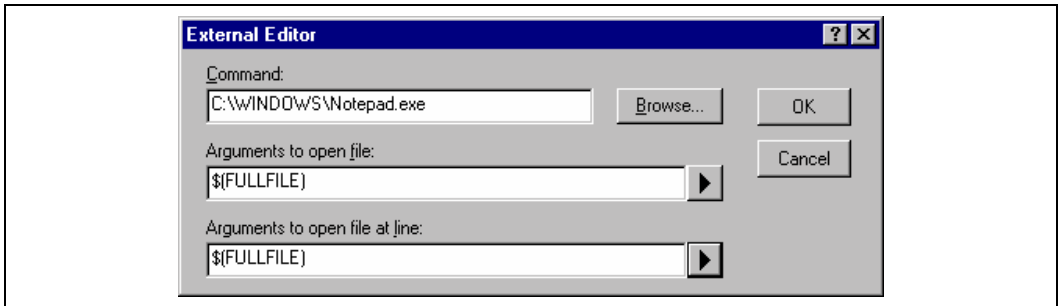 External Editor
Command:
C:\WINDOWS\Notepad.exe
Browse...
OK
Arguments to open file:
Cancel
$(FULLFILE)
Arguments to open file at line:
$(FULLFILE)